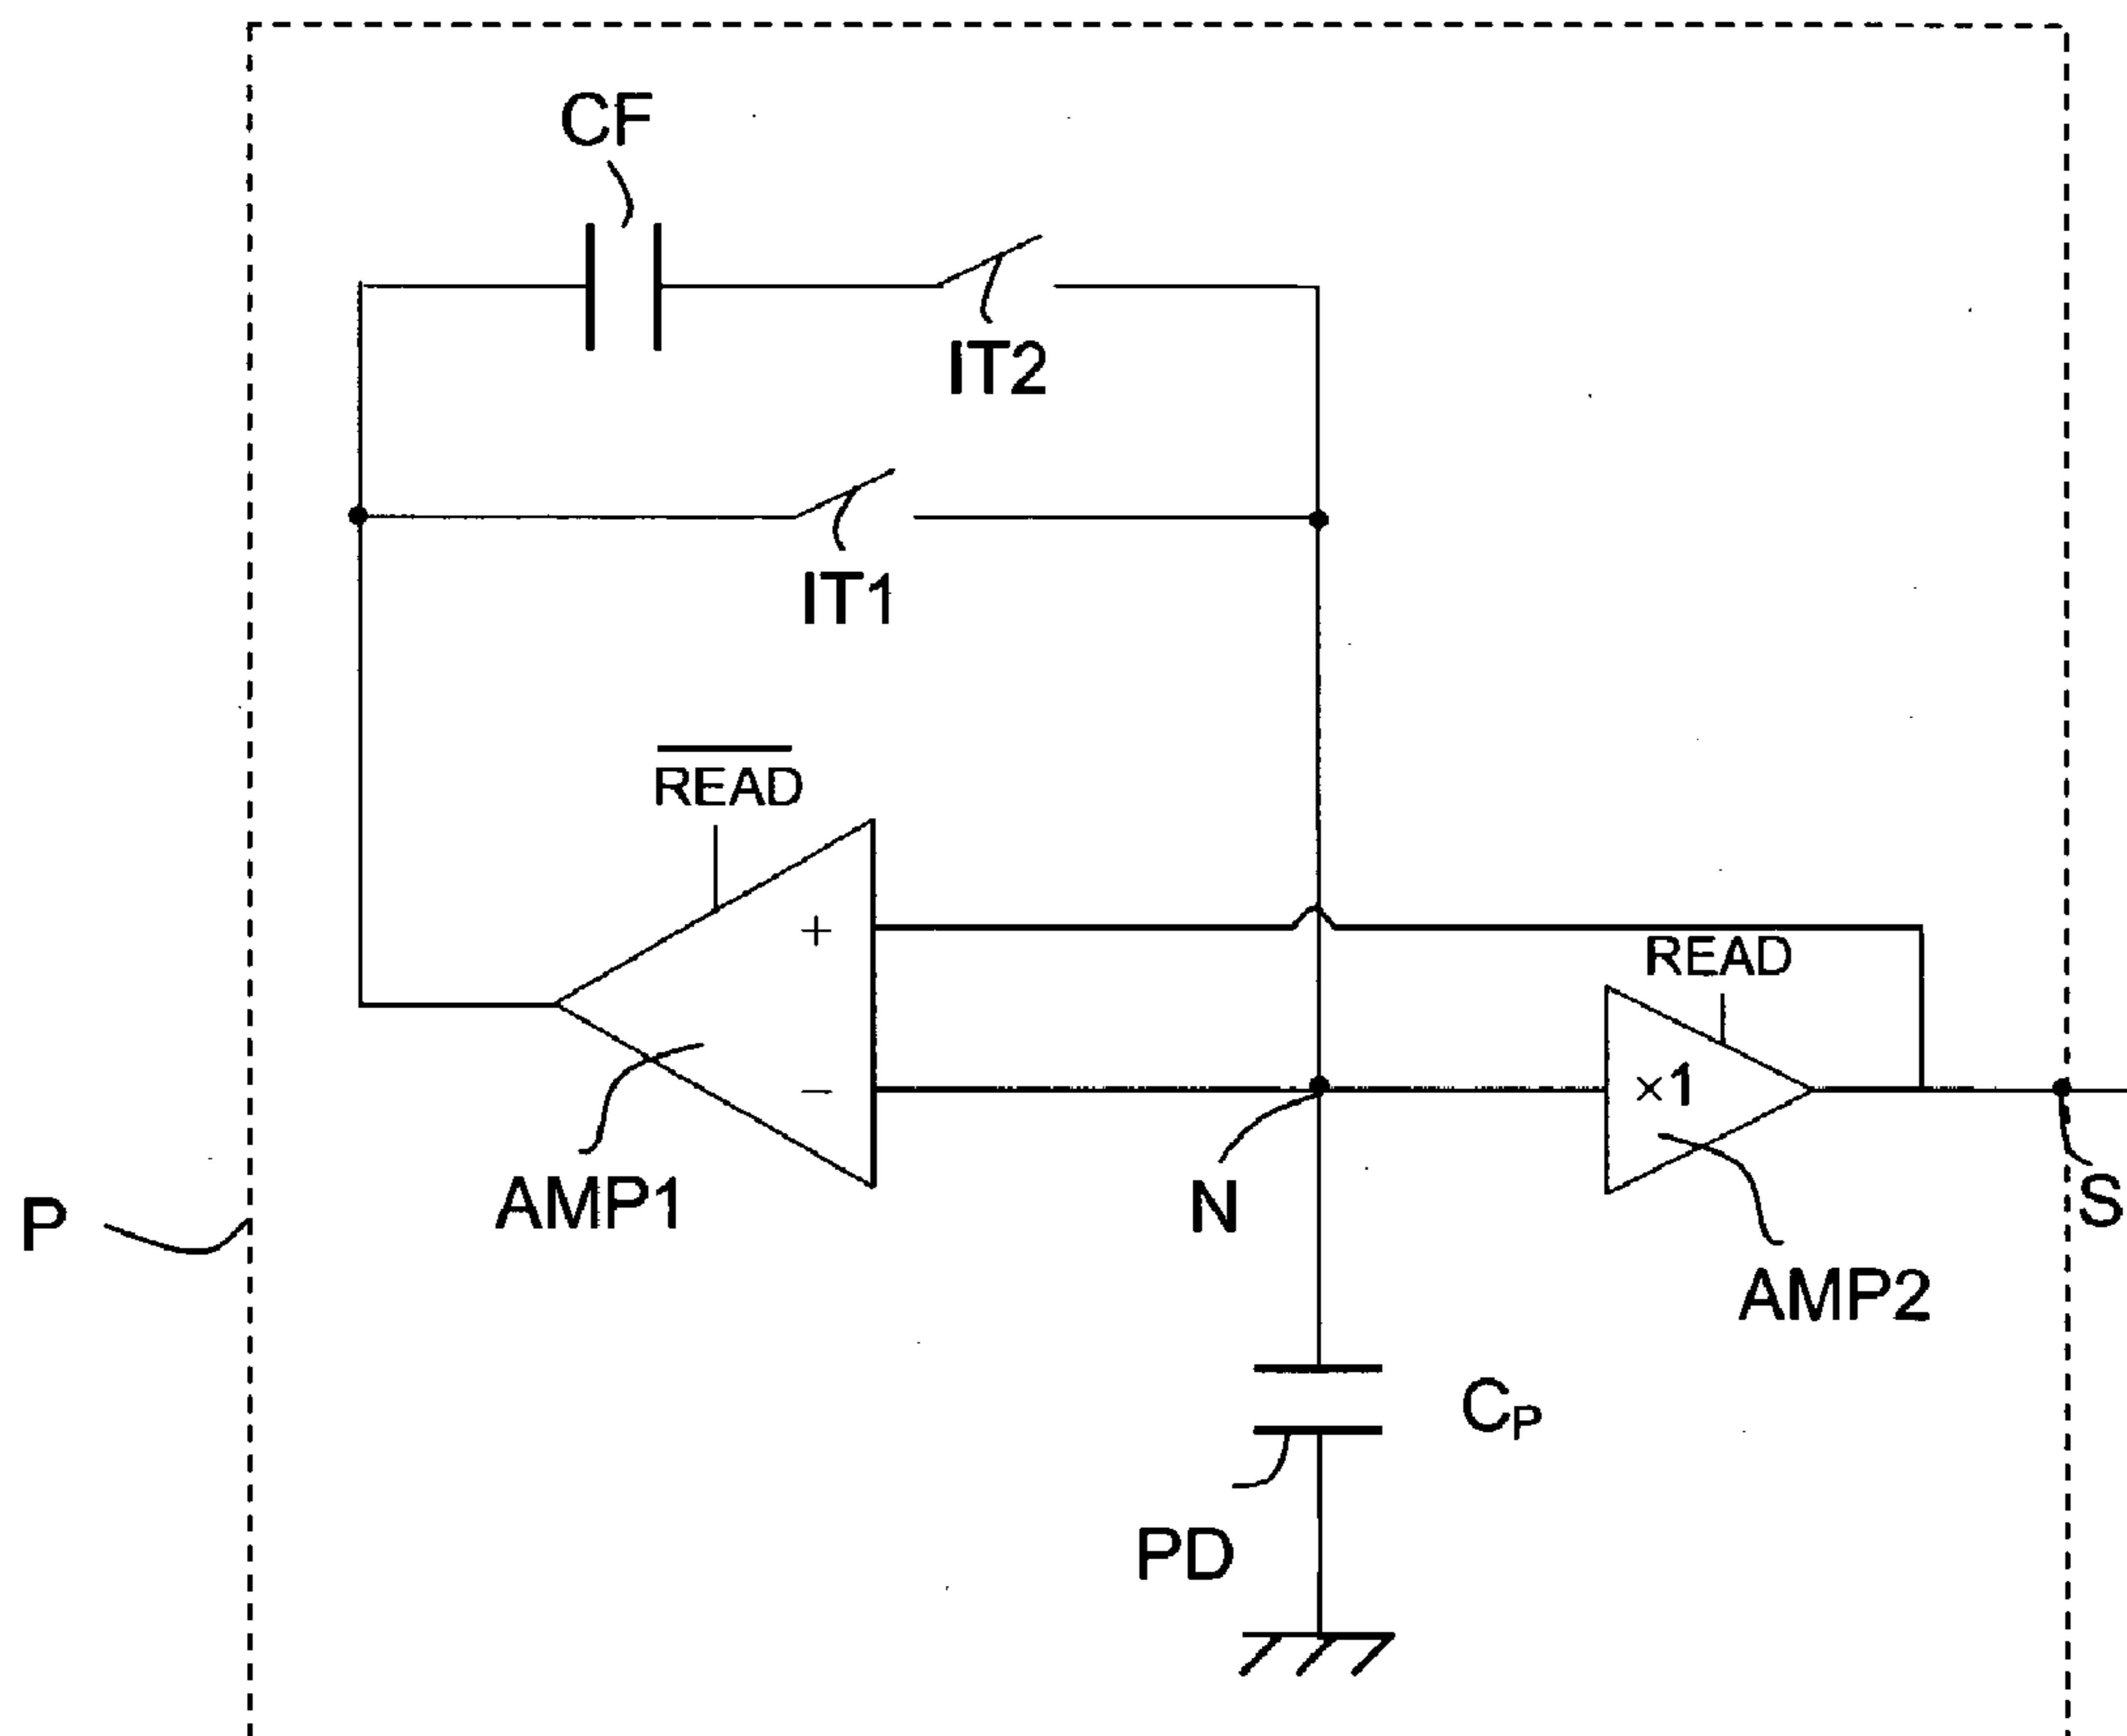 CF
IT2
IT1
READ
+
READ
−
×1
AMP1
N
S
P
AMP2
CP
PD